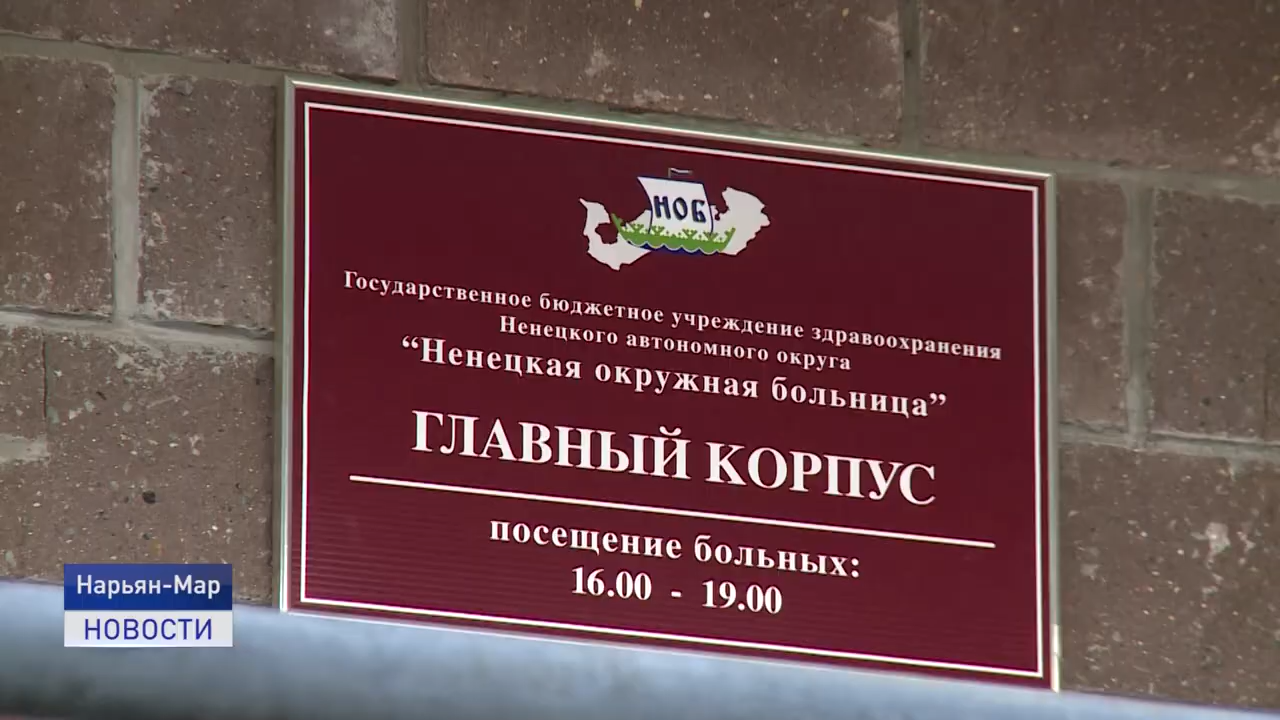 НОБ
Государственное бюджетное учреждение здравоохранения
Ненецкого автономного округа
“Ненецкая окружная больница”
ГЛАВНЫЙ КОРПУС
посещение больных:
16.00 - 19.00
Нарьян-Мар
НОВОСТИ